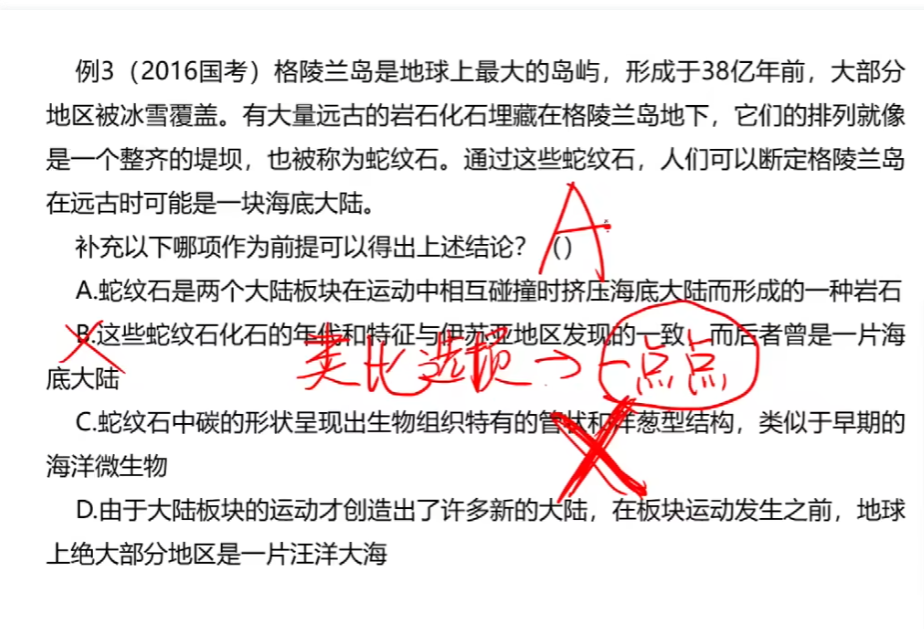 例3（2016国考）格陵兰岛是地球上最大的岛屿，形成于38亿年前，大部分
地区被冰雪覆盖。有大量远古的岩石化石埋藏在格陵兰岛地下，它们的排列就像
是一个整齐的堤坝，也被称为蛇纹石。通过这些蛇纹石，人们可以断定格陵兰岛
在远古时可能是一块海底大陆。
补充以下哪项作为前提可以得出上述结论？（）
A
A.蛇纹石是两个大陆板块在运动中相互碰撞时挤压海底大陆而形成的一种岩石
B.这些蛇纹石化石的年代和特征与伊苏亚地区发现的一致，而后者曾是一片海
底大陆
类比选项→一点点
C.蛇纹石中碳的形状呈现出生物组织特有的管状和洋葱型结构，类似于早期的
海洋微生物
D.由于大陆板块的运动才创造出了许多新的大陆，在板块运动发生之前，地球
上绝大部分地区是一片汪洋大海